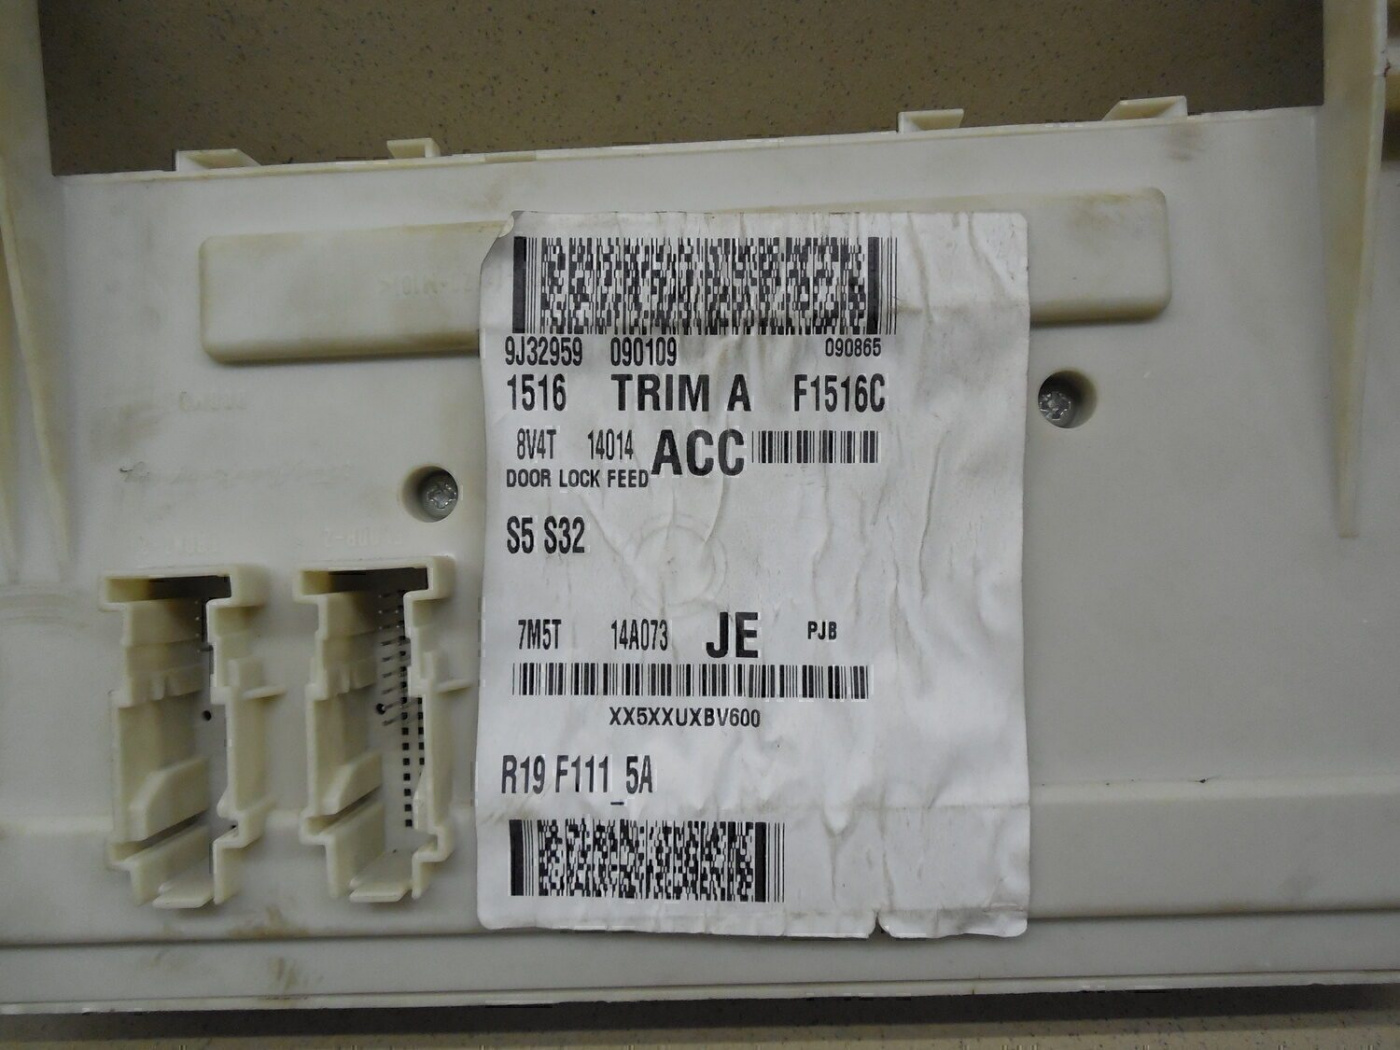 9J32959 090109 090865
1516 TRIM A F1516C
8V4T 14014 ACC
DOOR LOCK FEED
S5 S32
7M5T 14A073 JE PJB
XX5XXUXBV600
R19 F111_5A